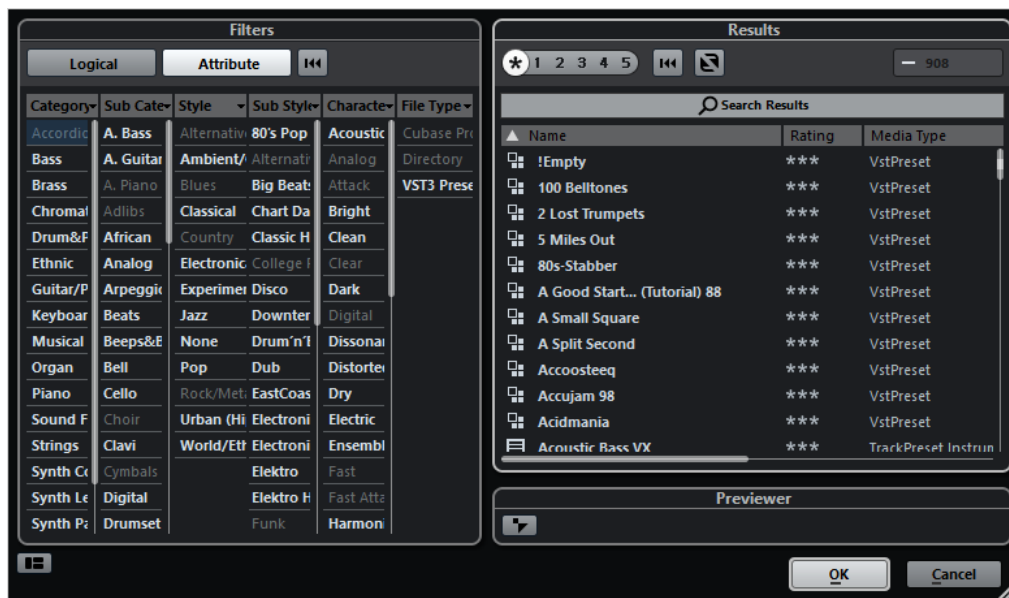 Filters
Logical Attribute
Category Sub Cate Style Sub Style Characte File Type
Accordic A. Bass Alternativ 80's Pop Acoustic Cubase Pro
Bass A. Guitar Ambient/ Alternativ Analog Directory
Brass A. Piano Blues Big Beat Attack VST3 Prese
Chromat Adlibs Classical Chart Da Bright
Drum& African Country Classic H Clean
Ethnic Analog Electronic College Clear
Guitar/P Arpeggio Experimen Disco Dark
Keyboar Beats Jazz Downter Digital
Musical Beeps& None Drum´n´ Dissonan
Organ Bell Pop Dub Distorted
Piano Cello Rock/Met EastCoas Dry
Sound F Choir Urban (Hi Electroni Electric
Strings Clavi World/Eth Electroni Ensembl
Synth Co Cymbals Elektro Fast
Synth Le Digital Elektro H Fast Atta
Synth Pa Drumset Funk Harmon
Results
* 1 2 3 4 5 908
Search Results
Name Rating Media Type
!Empty *** VstPreset
100 Belltones *** VstPreset
2 Lost Trumpets *** VstPreset
5 Miles Out *** VstPreset
80s-Stabber *** VstPreset
A Good Start... (Tutorial) 88 *** VstPreset
A Small Square *** VstPreset
A Split Second *** VstPreset
Accoosteeq *** VstPreset
Accujam 98 *** VstPreset
Acidmania *** VstPreset
Acoustic Bass VX *** TrackPreset Instrum
Previewer
OK Cancel